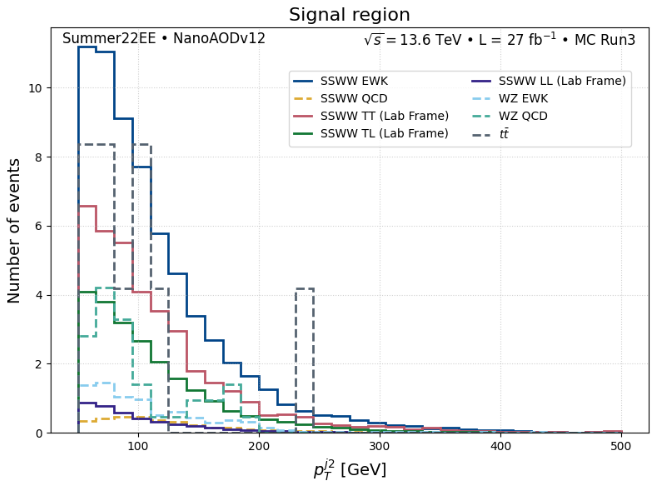 Signal region
Summer22EE • NanoAODv12
√s = 13.6 TeV • L = 27 fb⁻¹ • MC Run3
SSWW EWK
SSWW QCD
SSWW TT (Lab Frame)
SSWW TL (Lab Frame)
SSWW LL (Lab Frame)
WZ EWK
WZ QCD
tt̄
Number of events
10
8
6
4
2
0
100 200 300 400 500
p_T^{j2} [GeV]